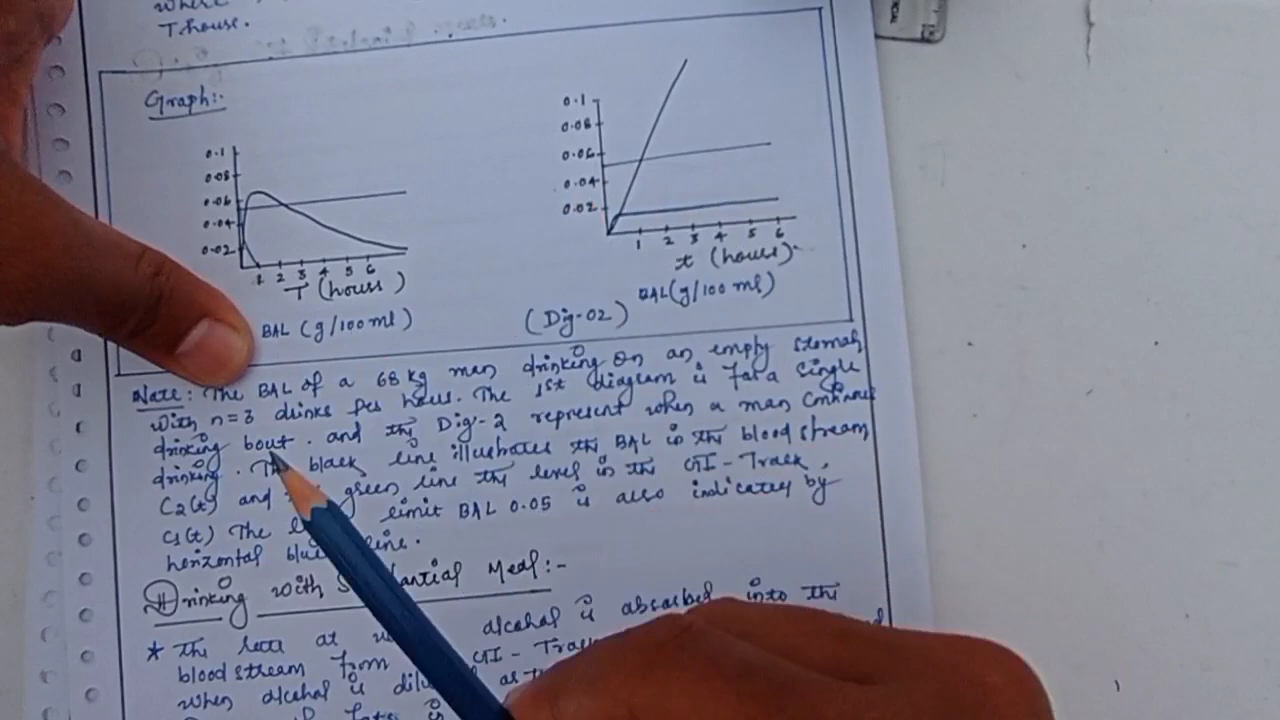 where
T house.
Graph:-
0.1
0.08
0.06
0.04
0.02
1 2 3 4 5 6
T (hours)
BAL (g/100 ml)
0.1
0.08
0.06
0.04
0.02
1 2 3 4 5 6
t (hours)
BAL (g/100 ml)
(Dig-02)
Note: The BAL of a 68 kg man drinking on an empty stomah
with n=3 drinks per hour. The 1st diagram is for a single
drinking bout. and the Dig-2 represent when a man
drinking. The black line illustrates the BAL in the blood stream
C2(t) and green line the level in the GI-Track,
C1(t) The limit BAL 0.05 is also indicates by
horizontal line.
# Drinking with Meal:-
* The at alcohal is absorbed into the
blood stream from GI-
when alcohal is